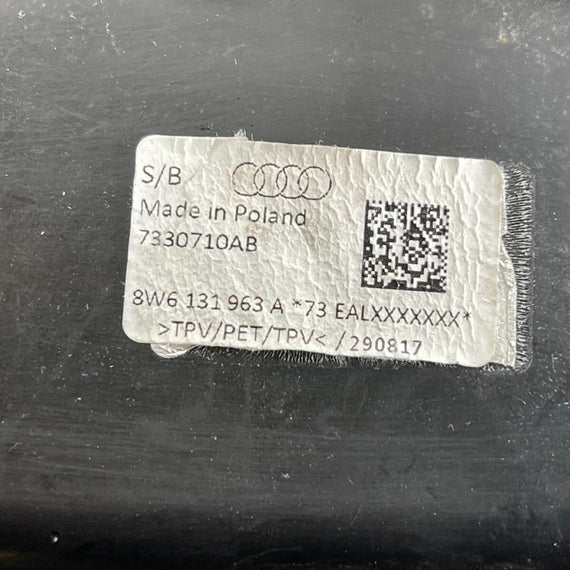 S/B
Made in Poland
7330710AB
8W6 131 963 A *73 EALXXXXXXX*
>TPV/PET/TPV< /290817